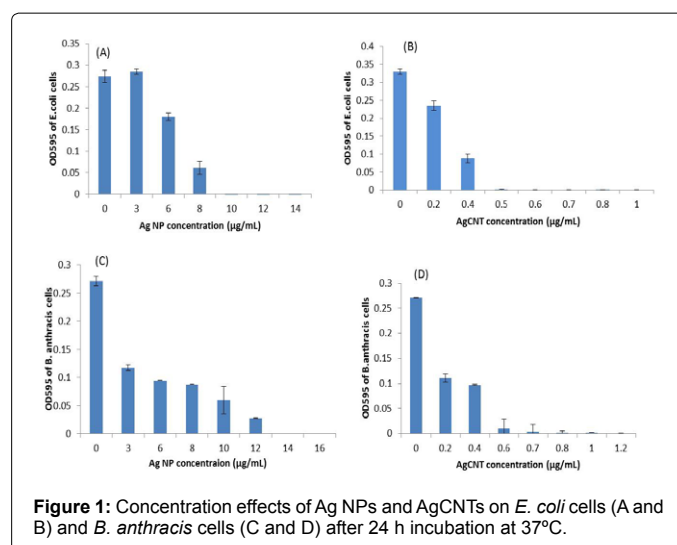 (A)
OD595 of E.coli cells
0.35
0.3
0.25
0.2
0.15
0.1
0.05
0
0 3 6 8 10 12 14
Ag NP concentration (µg/mL)
(B)
OD595 of E.coli cells
0.4
0.35
0.3
0.25
0.2
0.15
0.1
0.05
0
0 0.2 0.4 0.5 0.6 0.7 0.8 1
AgCNT concentration (µg/mL)
(C)
OD595 of B. anthracis cells
0.3
0.25
0.2
0.15
0.1
0.05
0
0 3 6 8 10 12 14 16
Ag NP concentraion (µg/mL)
(D)
OD595 of B.anthracis cells
0.3
0.25
0.2
0.15
0.1
0.05
0
0 0.2 0.4 0.6 0.7 0.8 1 1.2
AgCNT concentration (µg/mL)
Figure 1: Concentration effects of Ag NPs and AgCNTs on E. coli cells (A and
B) and B. anthracis cells (C and D) after 24 h incubation at 37ºC.